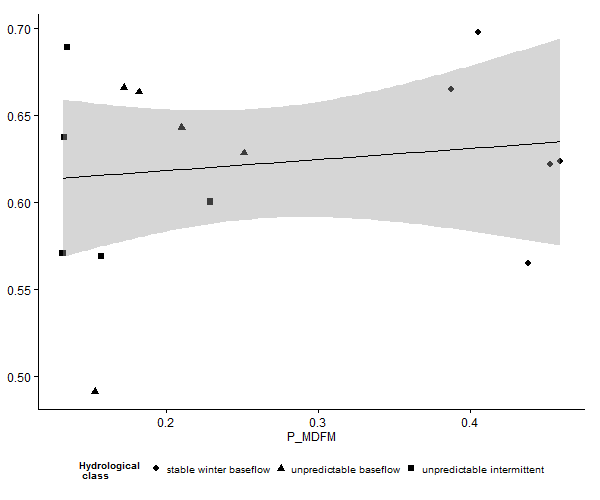 0.70
0.65
0.60
0.55
0.50
0.2 0.3 0.4
P_MDFM
Hydrological
class
stable winter baseflow unpredictable baseflow unpredictable intermittent